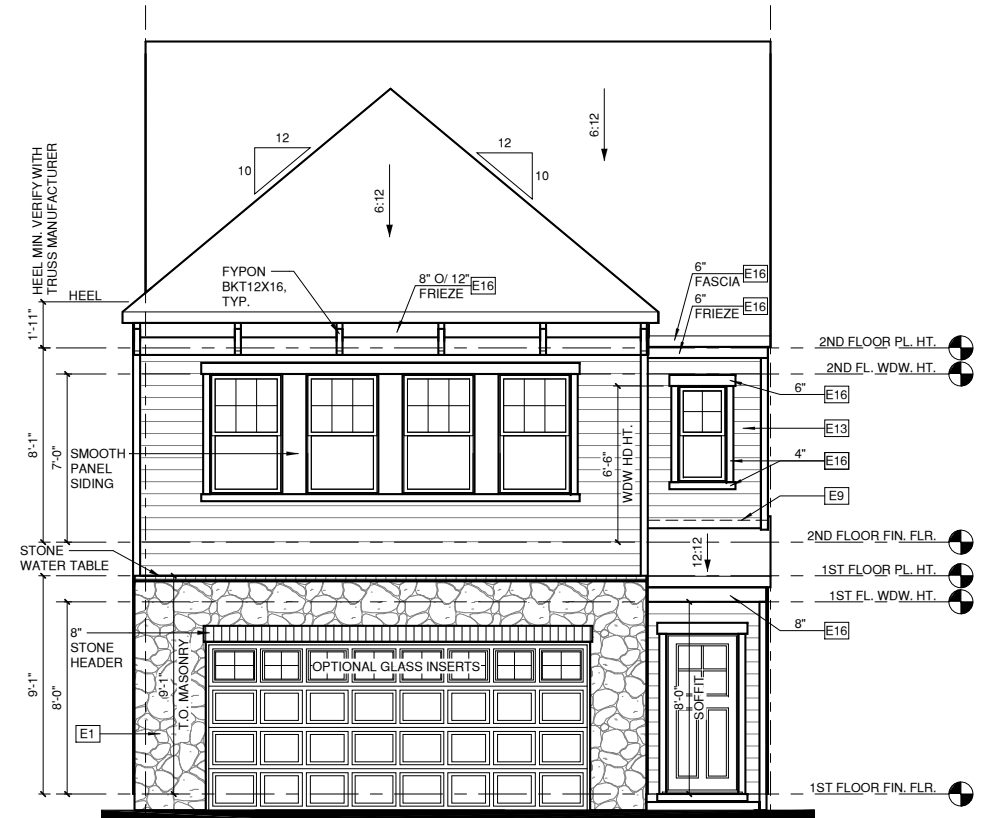 12
10
12
10
6:12
6:12
HEEL MIN. VERIFY WITH
TRUSS MANUFACTURER
HEEL
1'-11"
FYPON
BKT12X16,
TYP.
8" O/ 12"
FRIEZE
E16
6"
FASCIA
E16
6"
FRIEZE
E16
2ND FLOOR PL. HT.
2ND FL. WDW. HT.
6"
E16
E13
4"
E16
E9
8'-1"
7'-0"
SMOOTH
PANEL
SIDING
6'-6"
WDW HD HT.
2ND FLOOR FIN. FLR.
12:12
STONE
WATER TABLE
1ST FLOOR PL. HT.
1ST FL. WDW. HT.
8"
E16
8"
STONE
HEADER
9'-1"
8'-0"
E1
9'-1"
T.O. MASONRY
OPTIONAL GLASS INSERTS
8'-0"
SOFFIT
1ST FLOOR FIN. FLR.